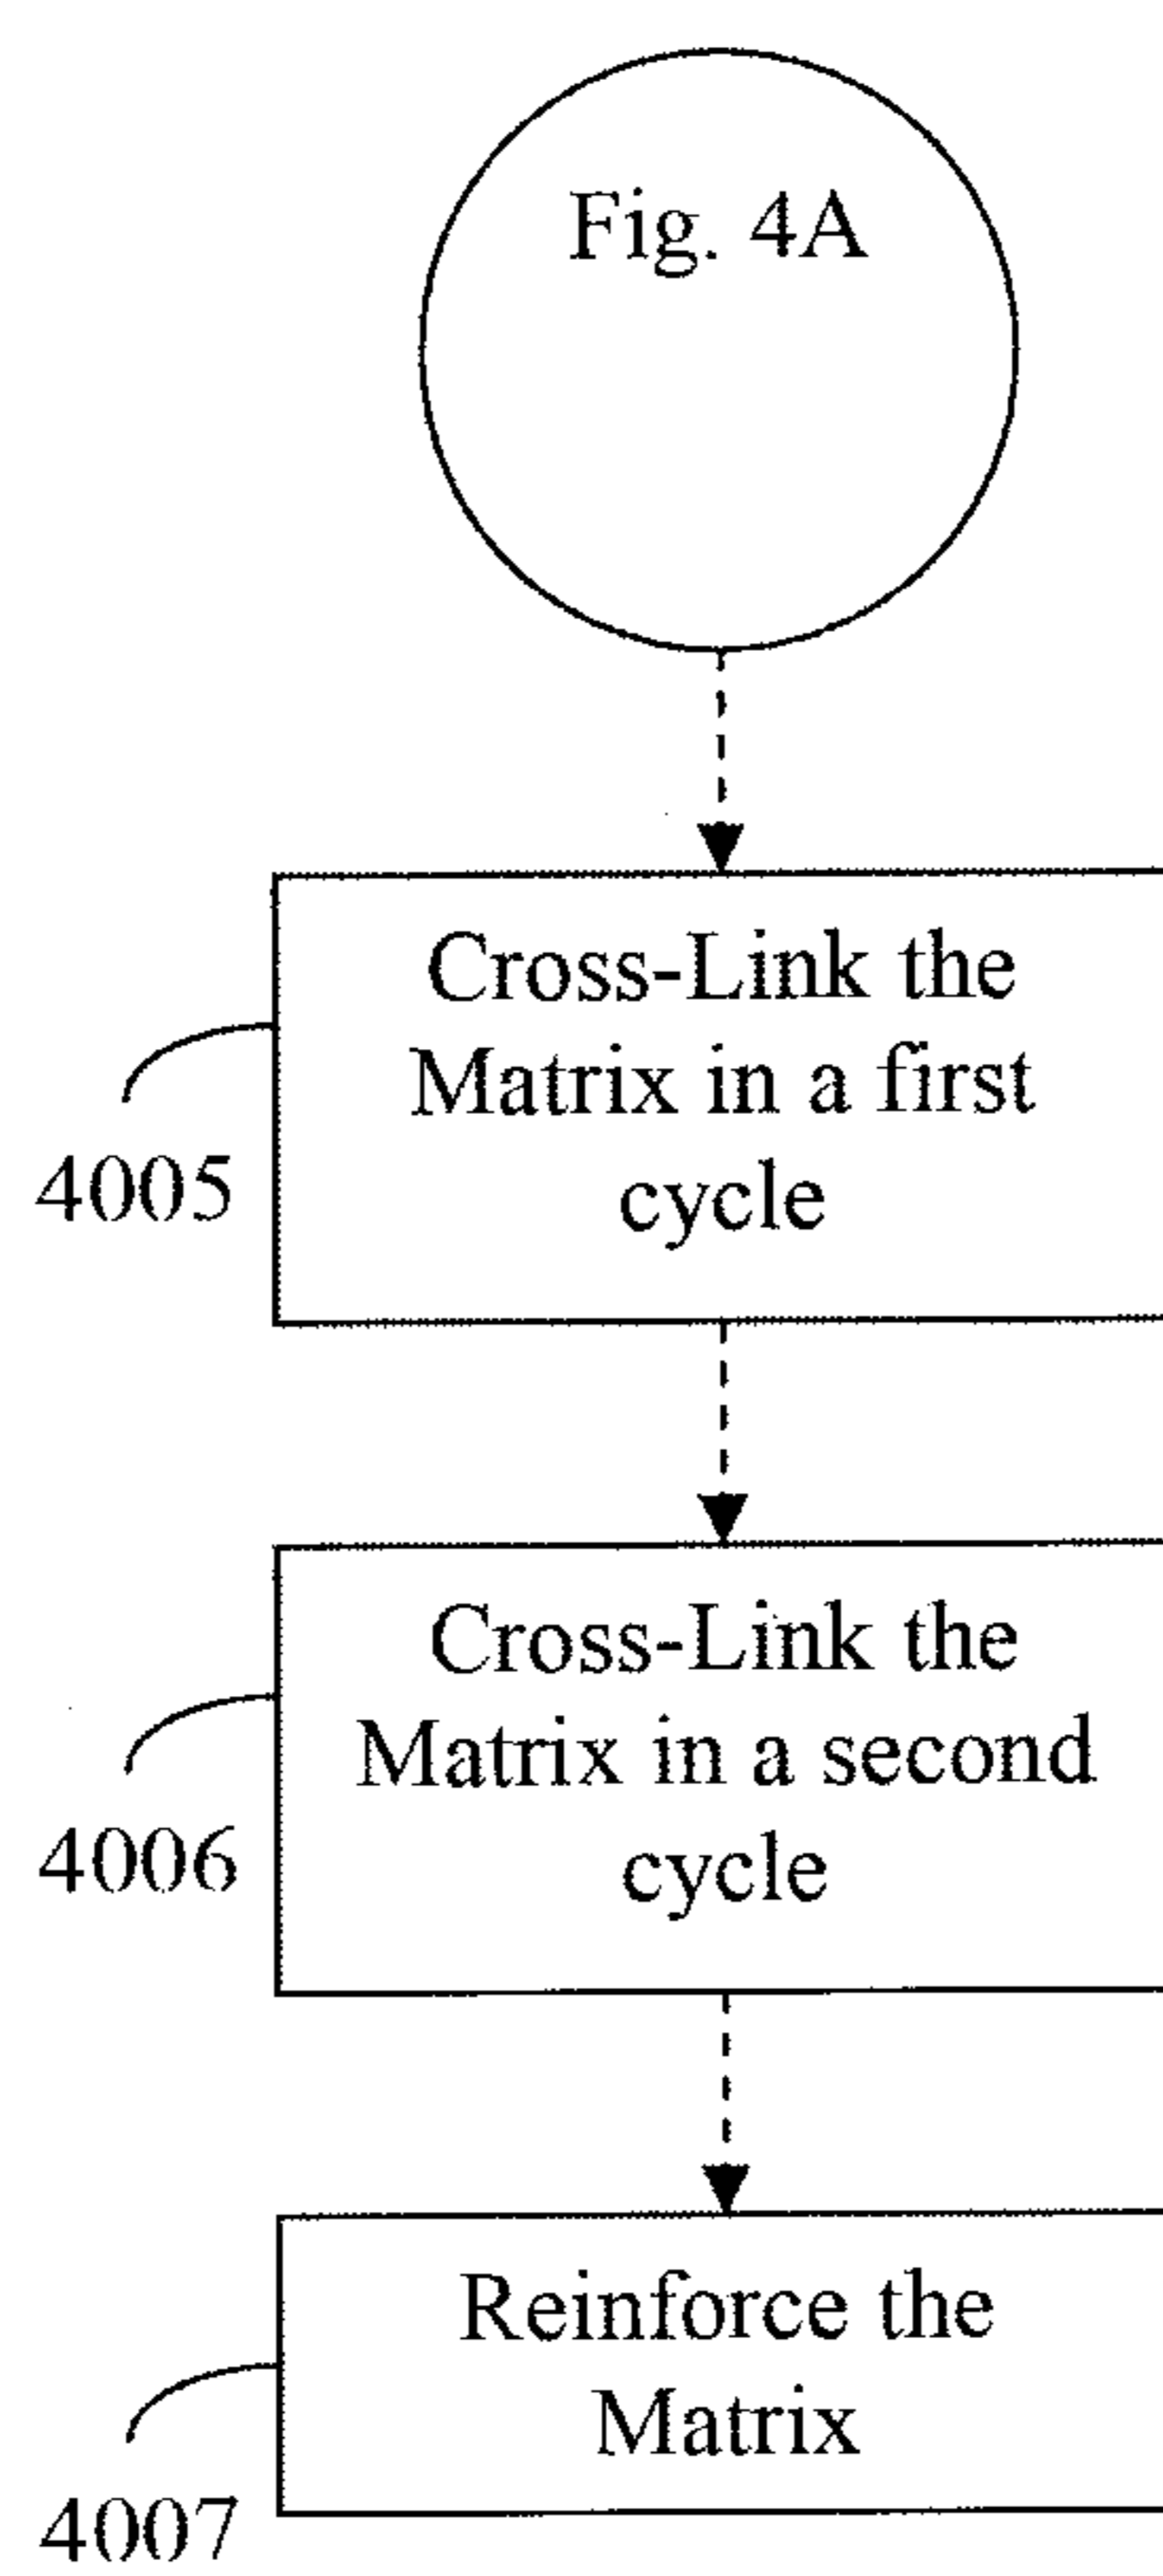 Fig. 4A
Cross-Link the
Matrix in a first
cycle
4005
Cross-Link the
Matrix in a second
cycle
4006
Reinforce the
Matrix
4007